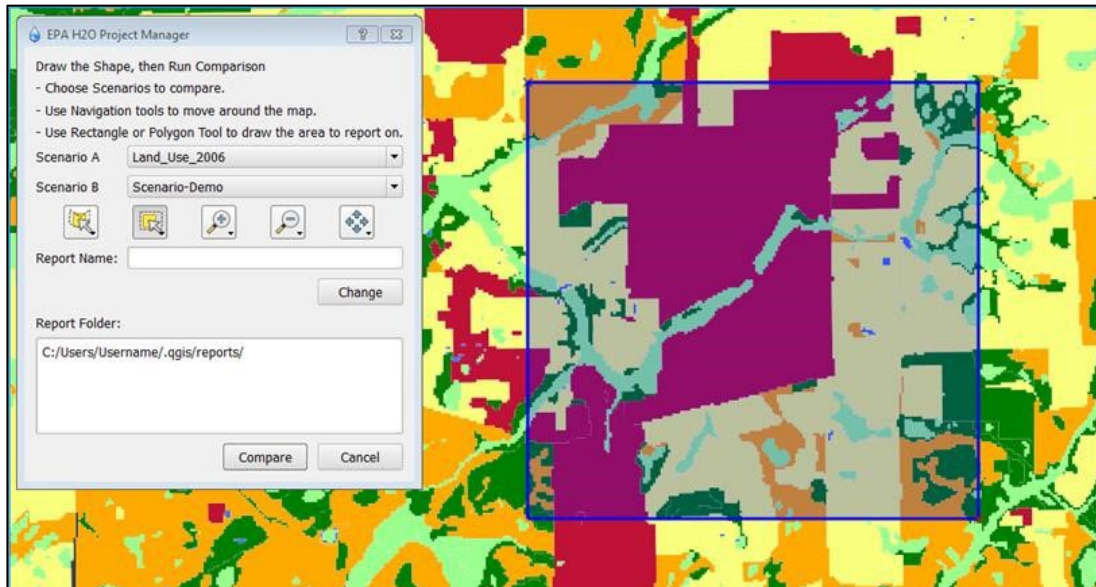 EPA H2O Project Manager
Draw the Shape, then Run Comparison
- Choose Scenarios to compare.
- Use Navigation tools to move around the map.
- Use Rectangle or Polygon Tool to draw the area to report on.
Scenario A Land_Use_2006
Scenario B Scenario-Demo
Report Name:
Change
Report Folder:
C:/Users/Username/.qgis/reports/
Compare Cancel